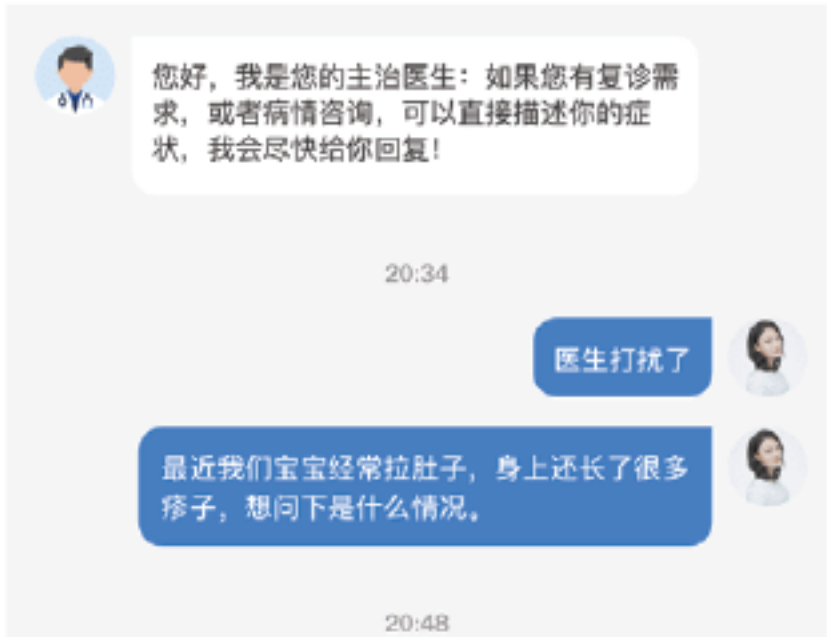 您好，我是您的主治医生：如果您有复诊需
求，或者病情咨询，可以直接描述你的症
状，我会尽快给你回复！
20:34
医生打扰了
最近我们宝宝经常拉肚子，身上还长了很多
疹子，想问下是什么情况。
20:48